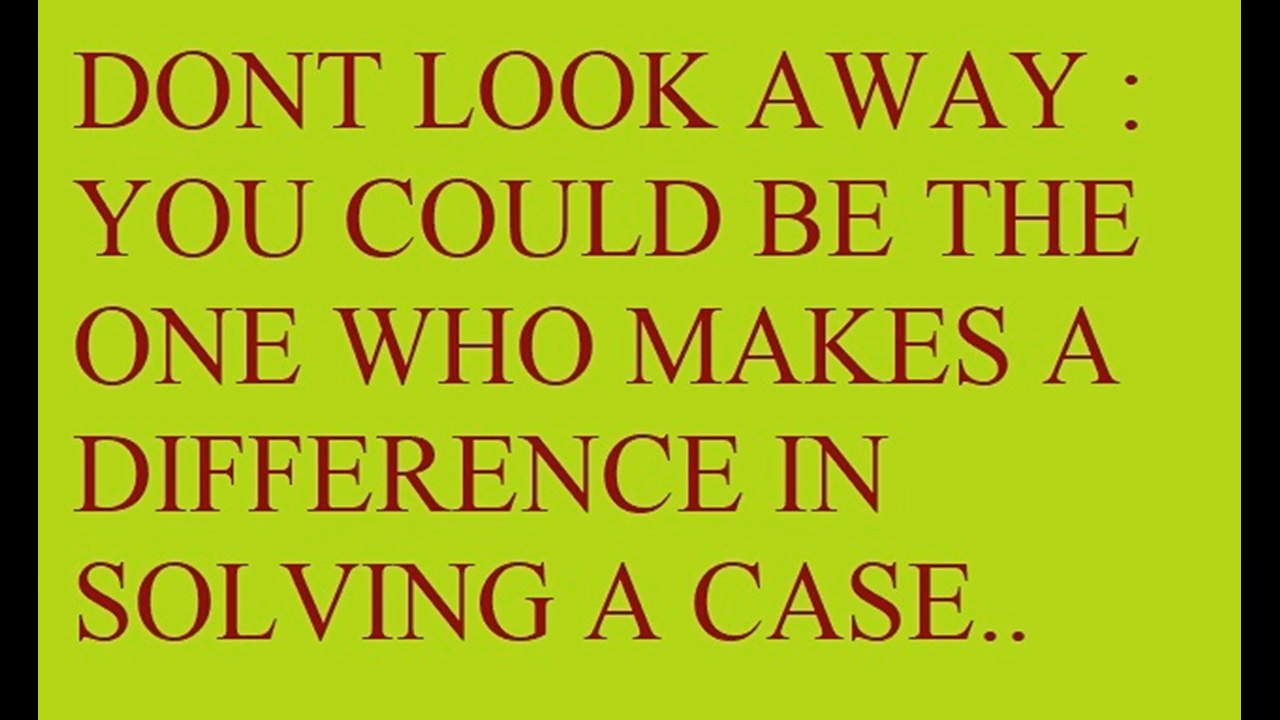 DONT LOOK AWAY :
YOU COULD BE THE
ONE WHO MAKES A
DIFFERENCE IN
SOLVING A CASE..